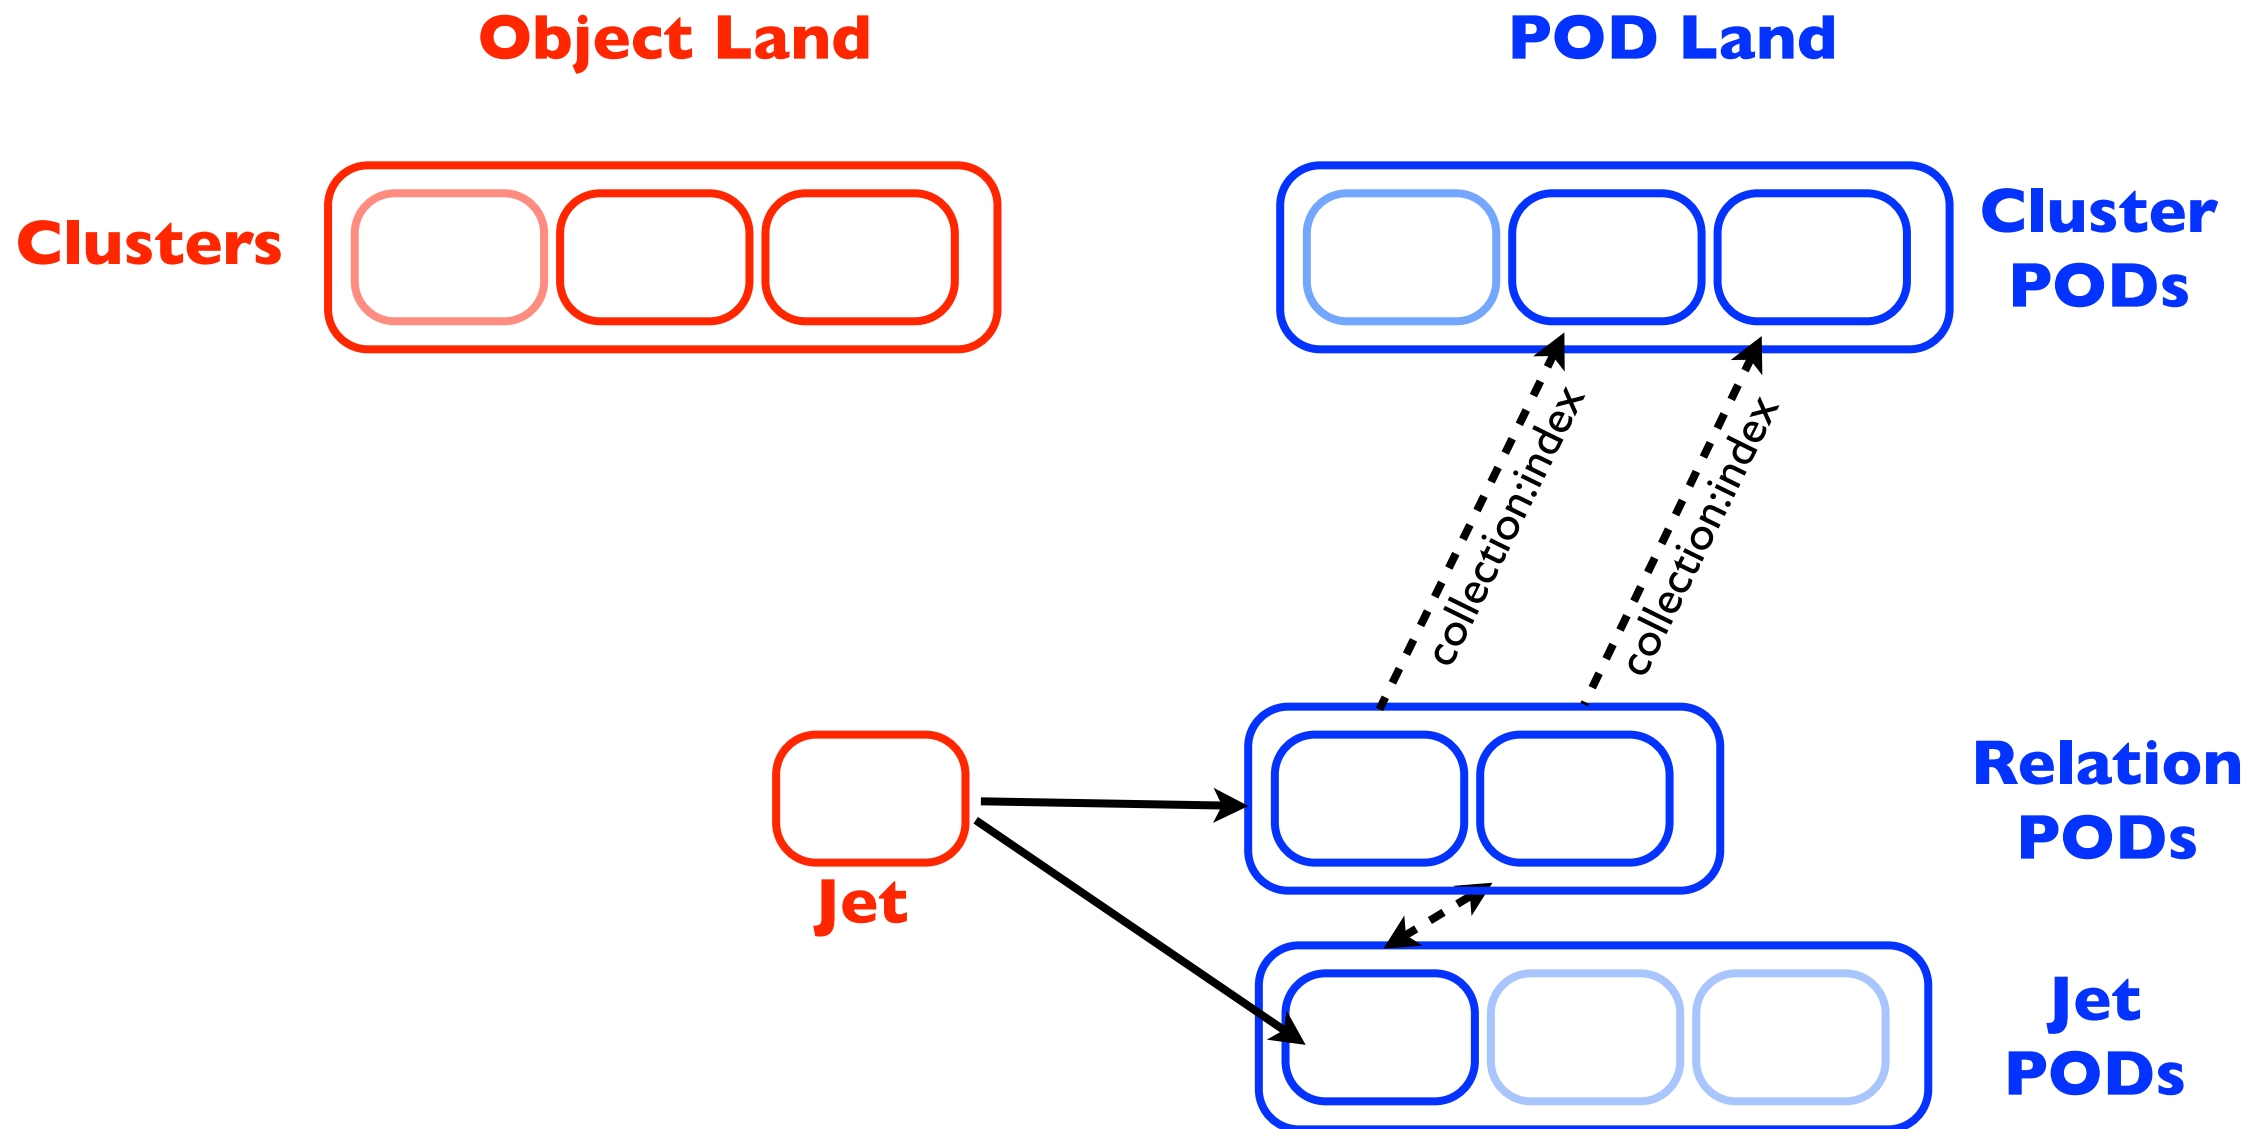 Object Land
POD Land
Clusters
Cluster
PODs
collection:index
collection:index
Relation
PODs
Jet
Jet
PODs